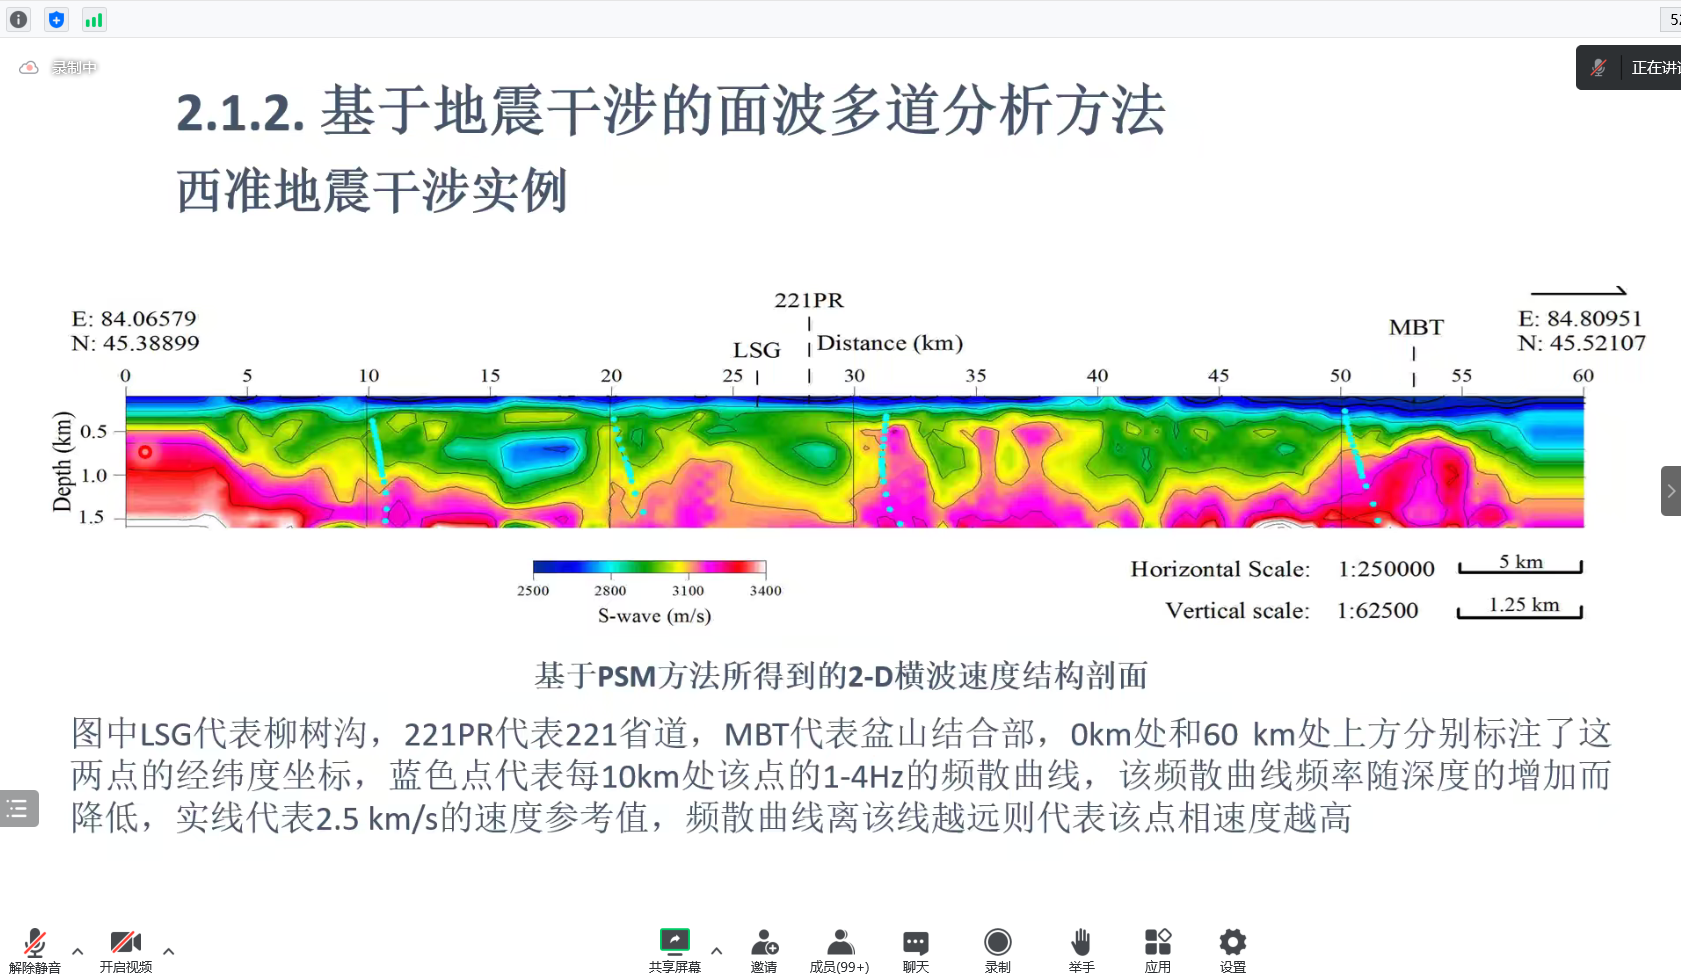 录制中
2.1.2. 基于地震干涉的面波多道分析方法
西准地震干涉实例
221PR
E: 84.06579
N: 45.38899
LSG
Distance (km)
MBT
E: 84.80951
N: 45.52107
0 5 10 15 20 25 30 35 40 45 50 55 60
Depth (km)
0.5
1.0
1.5
2500 2800 3100 3400
S-wave (m/s)
Horizontal Scale: 1:250000 5 km
Vertical scale: 1:62500 1.25 km
基于PSM方法所得到的2-D横波速度结构剖面
图中LSG代表柳树沟，221PR代表221省道，MBT代表盆山结合部，0km处和60 km处上方分别标注了这
两点的经纬度坐标，蓝色点代表每10km处该点的1-4Hz的频散曲线，该频散曲线频率随深度的增加而
降低，实线代表2.5 km/s的速度参考值，频散曲线离该线越远则代表该点相速度越高
解除静音 开启视频 共享屏幕 邀请 成员(99+) 聊天 录制 举手 应用 设置